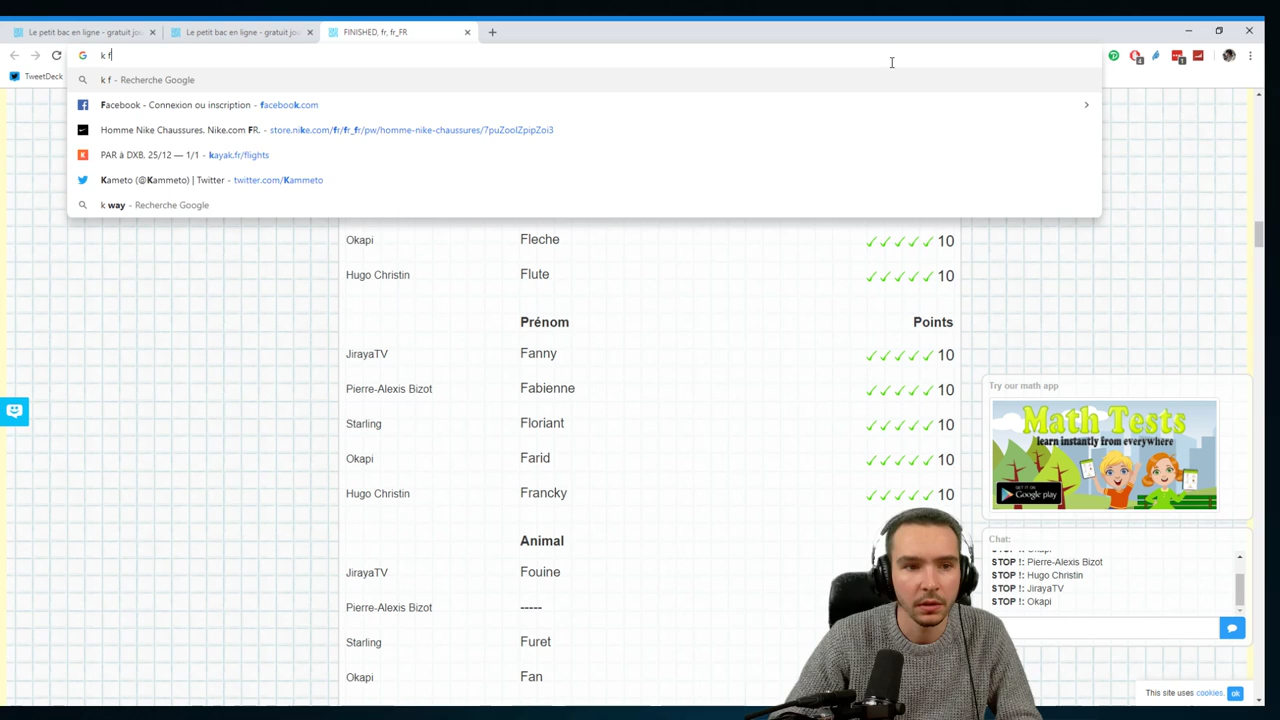 Le petit bac en ligne - gratuit jou
Le petit bac en ligne - gratuit jou
FINISHED, fr, fr_FR
k f
TweetDeck
k f - Recherche Google
Facebook - Connexion ou inscription - facebook.com
Homme Nike Chaussures. Nike.com FR. - store.nike.com/fr/fr_fr/pw/homme-nike-chaussures/7puZoolZpipZoi3
PAR à DXB, 25/12 — 1/1 - kayak.fr/flights
Kameto (@Kammeto) | Twitter - twitter.com/Kammeto
k way - Recherche Google
Okapi Fleche 10
Hugo Christin Flute 10
Prénom Points
JirayaTV Fanny 10
Pierre-Alexis Bizot Fabienne 10
Starling Floriant 10
Okapi Farid 10
Hugo Christin Francky 10
Animal
JirayaTV Fouine
Pierre-Alexis Bizot -----
Starling Furet
Okapi Fan
Try our math app
Math Tests
learn instantly from everywhere
GET IT ON
Google play
Chat:
STOP !: Okapi
STOP !: Pierre-Alexis Bizot
STOP !: Hugo Christin
STOP !: JirayaTV
STOP !: Okapi
This site uses cookies. ok